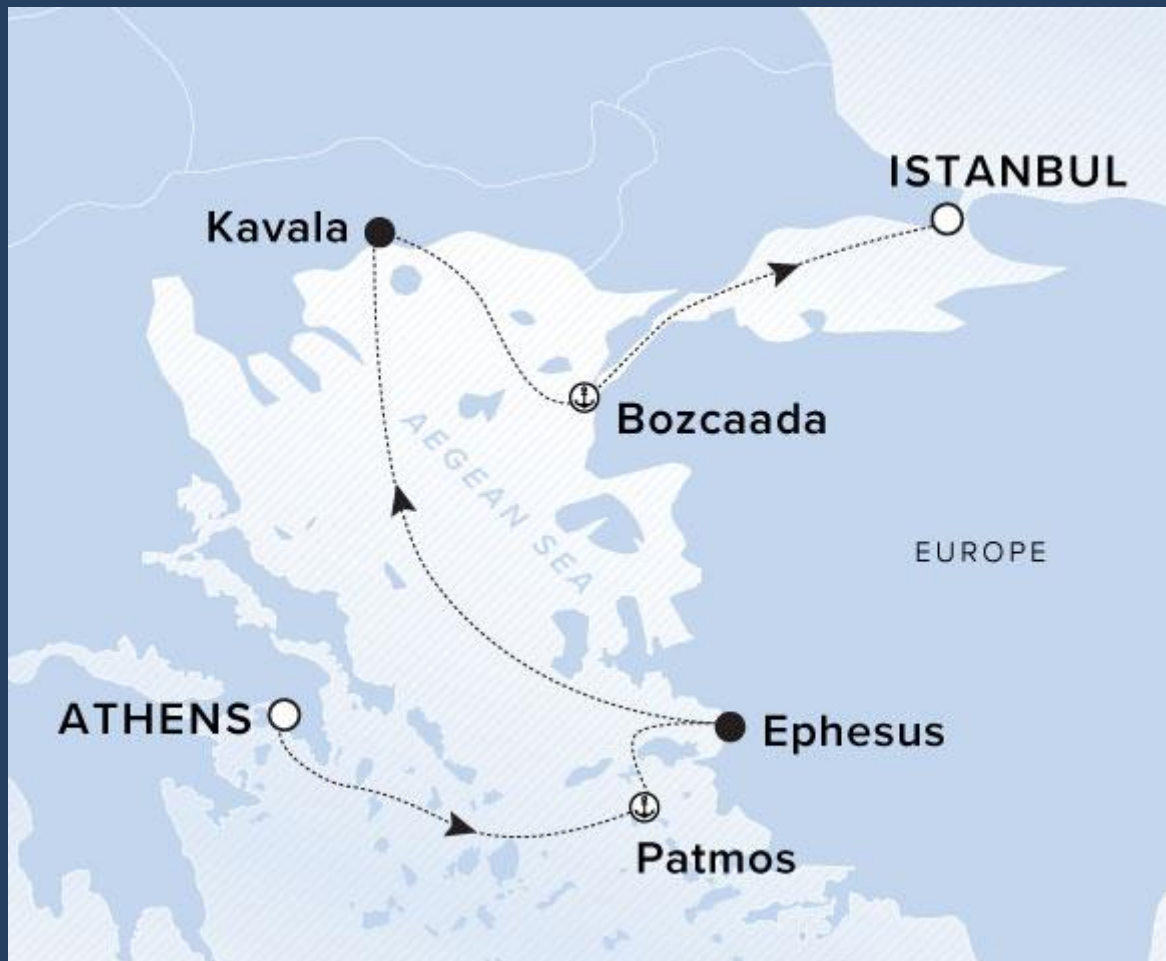 ISTANBUL
Kavala
Bozcaada
AEGEAN SEA
EUROPE
ATHENS
Ephesus
Patmos